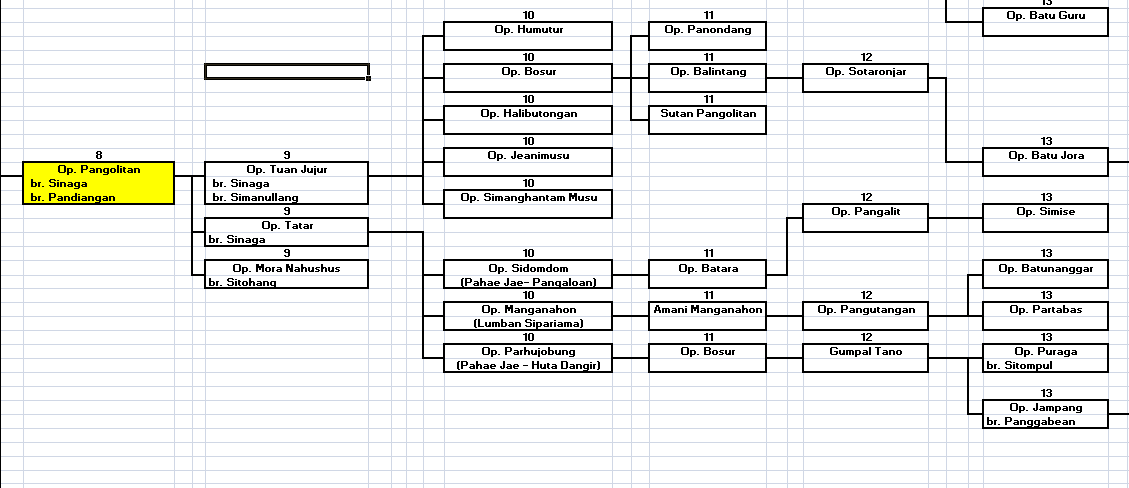 13
Op. Batu Guru
10
Op. Humutur
11
Op. Panondang
10
Op. Bosur
11
Op. Balintang
12
Op. Sotaronjar
10
Op. Halibutongan
11
Sutan Pangolitan
8
Op. Pangolitan
br. Sinaga
br. Pandiangan
9
Op. Tuan Jujur
br. Sinaga
br. Simanullang
10
Op. Jeanimusu
13
Op. Batu Jora
10
Op. Simanghantam Musu
9
Op. Tatar
br. Sinaga
12
Op. Pangalit
13
Op. Simise
9
Op. Mora Nahushus
br. Sitohang
10
Op. Sidomdom
(Pahae Jae- Pangaloan)
11
Op. Batara
13
Op. Batunanggar
10
Op. Manganahon
(Lumban Sipariama)
11
Amani Manganahon
12
Op. Pangutangan
13
Op. Partabas
10
Op. Parhujobung
(Pahae Jae - Huta Dangir)
11
Op. Bosur
12
Gumpal Tano
13
Op. Puraga
br. Sitompul
13
Op. Jampang
br. Panggabean